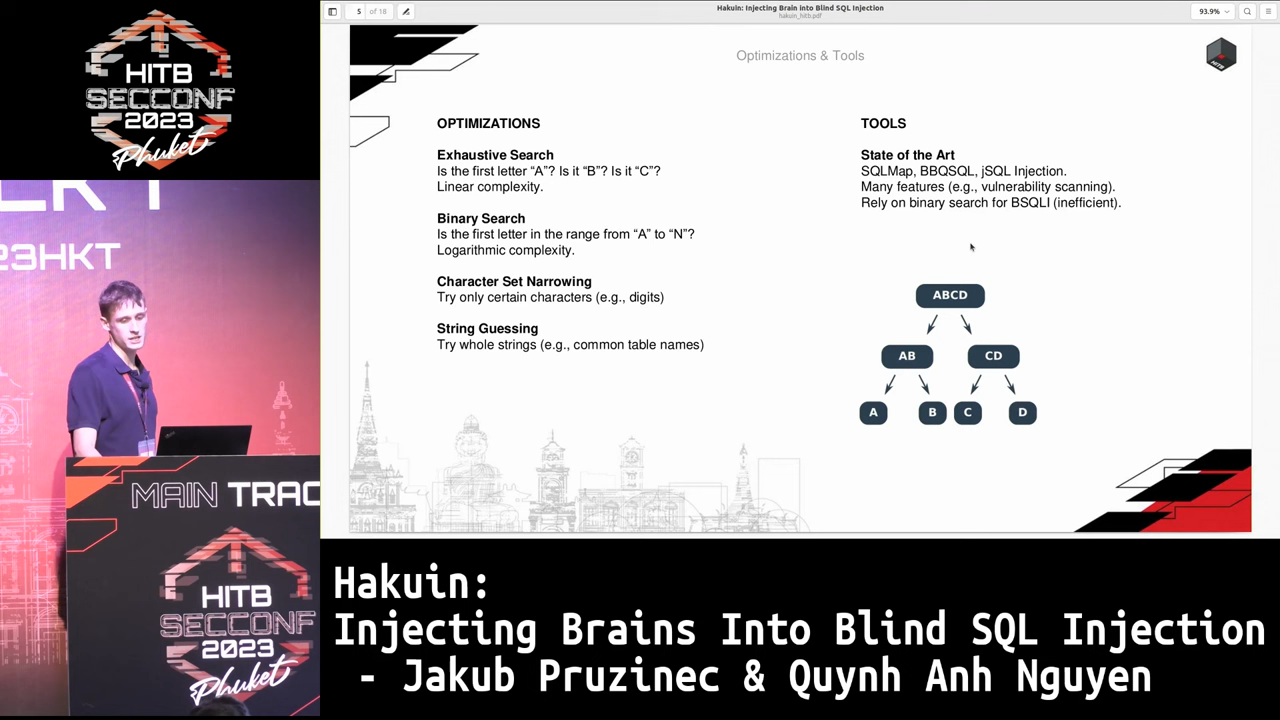 HITB
SECCONF
2023
Phuket
23HKT
MAIN TRAC
HITB
SECCONF
2023
Phuket
5 of 18
Hakuin: Injecting Brain into Blind SQL Injection
hakuin_hitb.pdf
93.9%
Optimizations & Tools
HITB
OPTIMIZATIONS
Exhaustive Search
Is the first letter “A”? Is it “B”? Is it “C”?
Linear complexity.
Binary Search
Is the first letter in the range from “A” to “N”?
Logarithmic complexity.
Character Set Narrowing
Try only certain characters (e.g., digits)
String Guessing
Try whole strings (e.g., common table names)
TOOLS
State of the Art
SQLMap, BBQSQL, jSQL Injection.
Many features (e.g., vulnerability scanning).
Rely on binary search for BSQLI (inefficient).
ABCD
AB CD
A B C D
Hakuin:
Injecting Brains Into Blind SQL Injection
- Jakub Pruzinec & Quynh Anh Nguyen